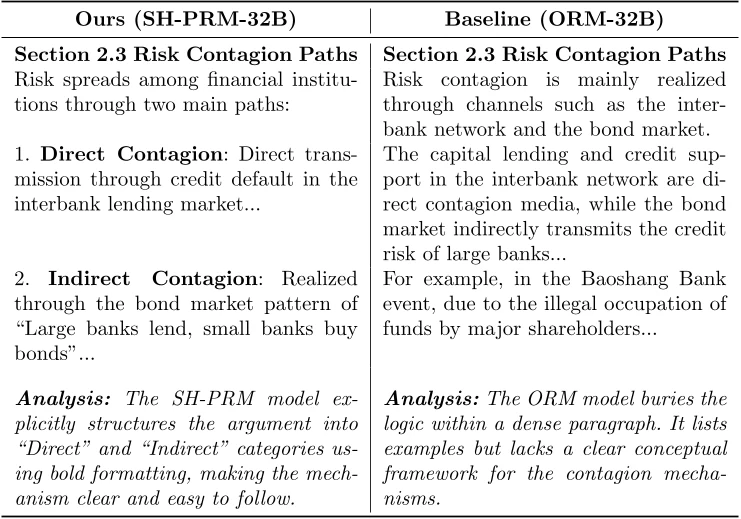 Ours (SH-PRM-32B)
Section 2.3 Risk Contagion Paths
Risk spreads among financial institu-
tions through two main paths:
1. Direct Contagion: Direct trans-
mission through credit default in the
interbank lending market...
2. Indirect Contagion: Realized
through the bond market pattern of
“Large banks lend, small banks buy
bonds”...
Analysis: The SH-PRM model ex-
plicitly structures the argument into
“Direct” and “Indirect” categories us-
ing bold formatting, making the mech-
anism clear and easy to follow.
Baseline (ORM-32B)
Section 2.3 Risk Contagion Paths
Risk contagion is mainly realized
through channels such as the inter-
bank network and the bond market.
The capital lending and credit sup-
port in the interbank network are di-
rect contagion media, while the bond
market indirectly transmits the credit
risk of large banks...
For example, in the Baoshang Bank
event, due to the illegal occupation of
funds by major shareholders...
Analysis: The ORM model buries the
logic within a dense paragraph. It lists
examples but lacks a clear conceptual
framework for the contagion mecha-
nisms.